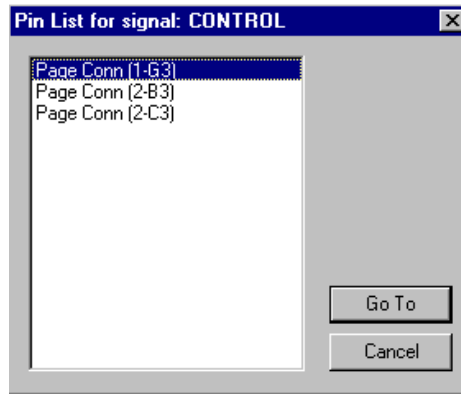 Pin List for signal: CONTROL
Page Conn (1-G3)
Page Conn (2-B3)
Page Conn (2-C3)
Go To
Cancel